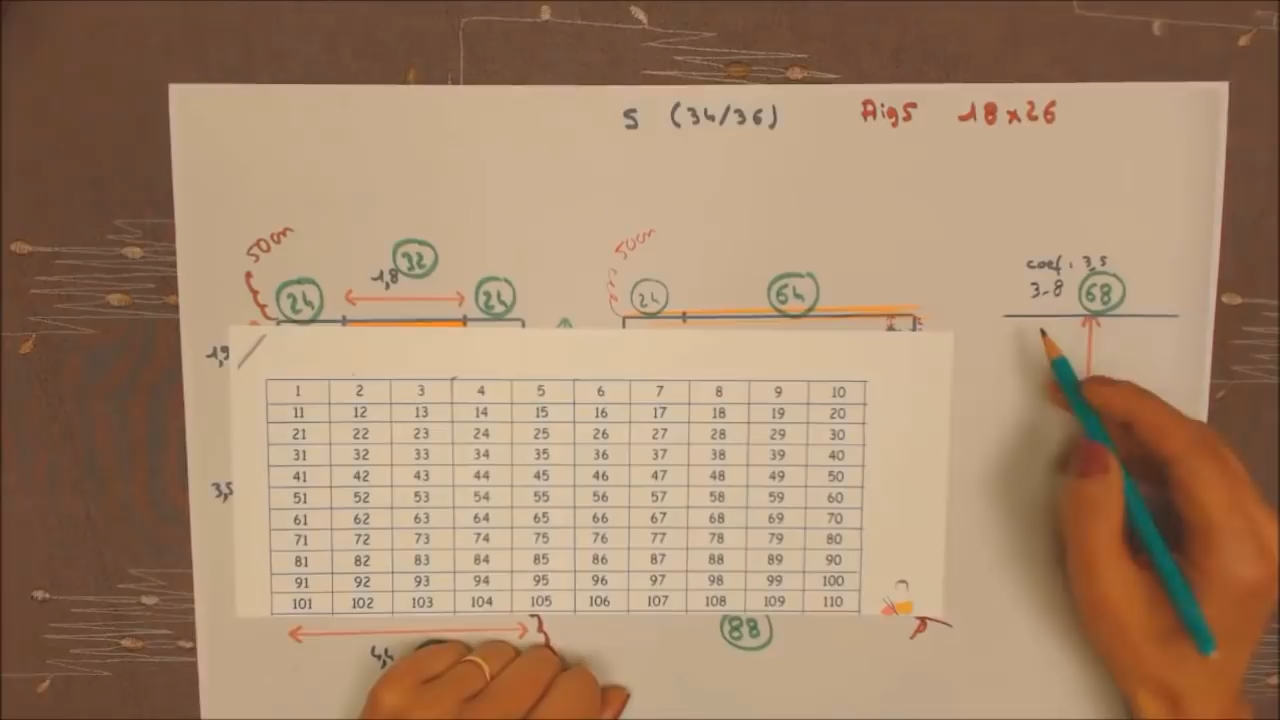 S (34/36) Aigs 18x26
50cm 32 50cm
1,8 coef. 3,5
24 24 24 64 3-8 68
1,9
1 2 3 4 5 6 7 8 9 10
11 12 13 14 15 16 17 18 19 20
21 22 23 24 25 26 27 28 29 30
31 32 33 34 35 36 37 38 39 40
3,5 41 42 43 44 45 46 47 48 49 50
51 52 53 54 55 56 57 58 59 60
61 62 63 64 65 66 67 68 69 70
71 72 73 74 75 76 77 78 79 80
81 82 83 84 85 86 87 88 89 90
91 92 93 94 95 96 97 98 99 100
101 102 103 104 105 106 107 108 109 110
88
4,4